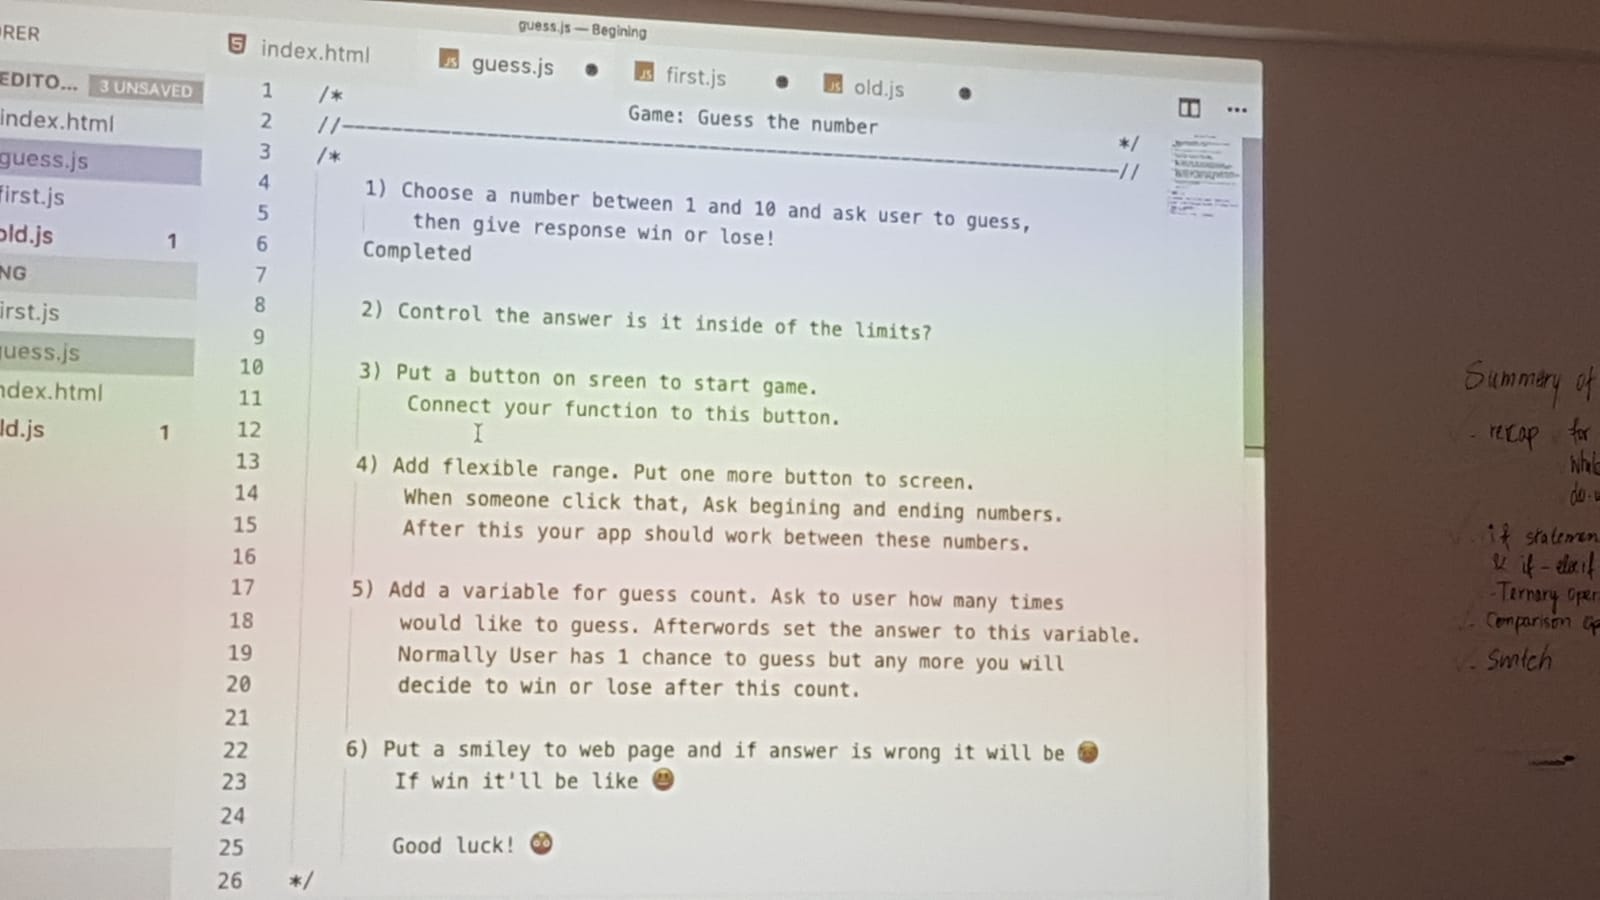 guess.js — Begining
index.html
guess.js
first.js
old.js
EDITO...
3 UNSAVED
index.html
guess.js
first.js
old.js
1
first.js
guess.js
index.html
old.js
1
1 /*
Game: Guess the number
2 //—————————————————————————— */
3 /* ——//
4 1) Choose a number between 1 and 10 and ask user to guess,
5 then give response win or lose!
6 Completed
7
8 2) Control the answer is it inside of the limits?
9
10 3) Put a button on sreen to start game.
11 Connect your function to this button.
12
13 4) Add flexible range. Put one more button to screen.
14 When someone click that, Ask begining and ending numbers.
15 After this your app should work between these numbers.
16
17 5) Add a variable for guess count. Ask to user how many times
18 would like to guess. Afterwords set the answer to this variable.
19 Normally User has 1 chance to guess but any more you will
20 decide to win or lose after this count.
21
22 6) Put a smiley to web page and if answer is wrong it will be
23 If win it'll be like
24
25 Good luck!
26 */
Summary of
- recap for
if statemen
& if-
- Ternary Oper
Comparison
Switch